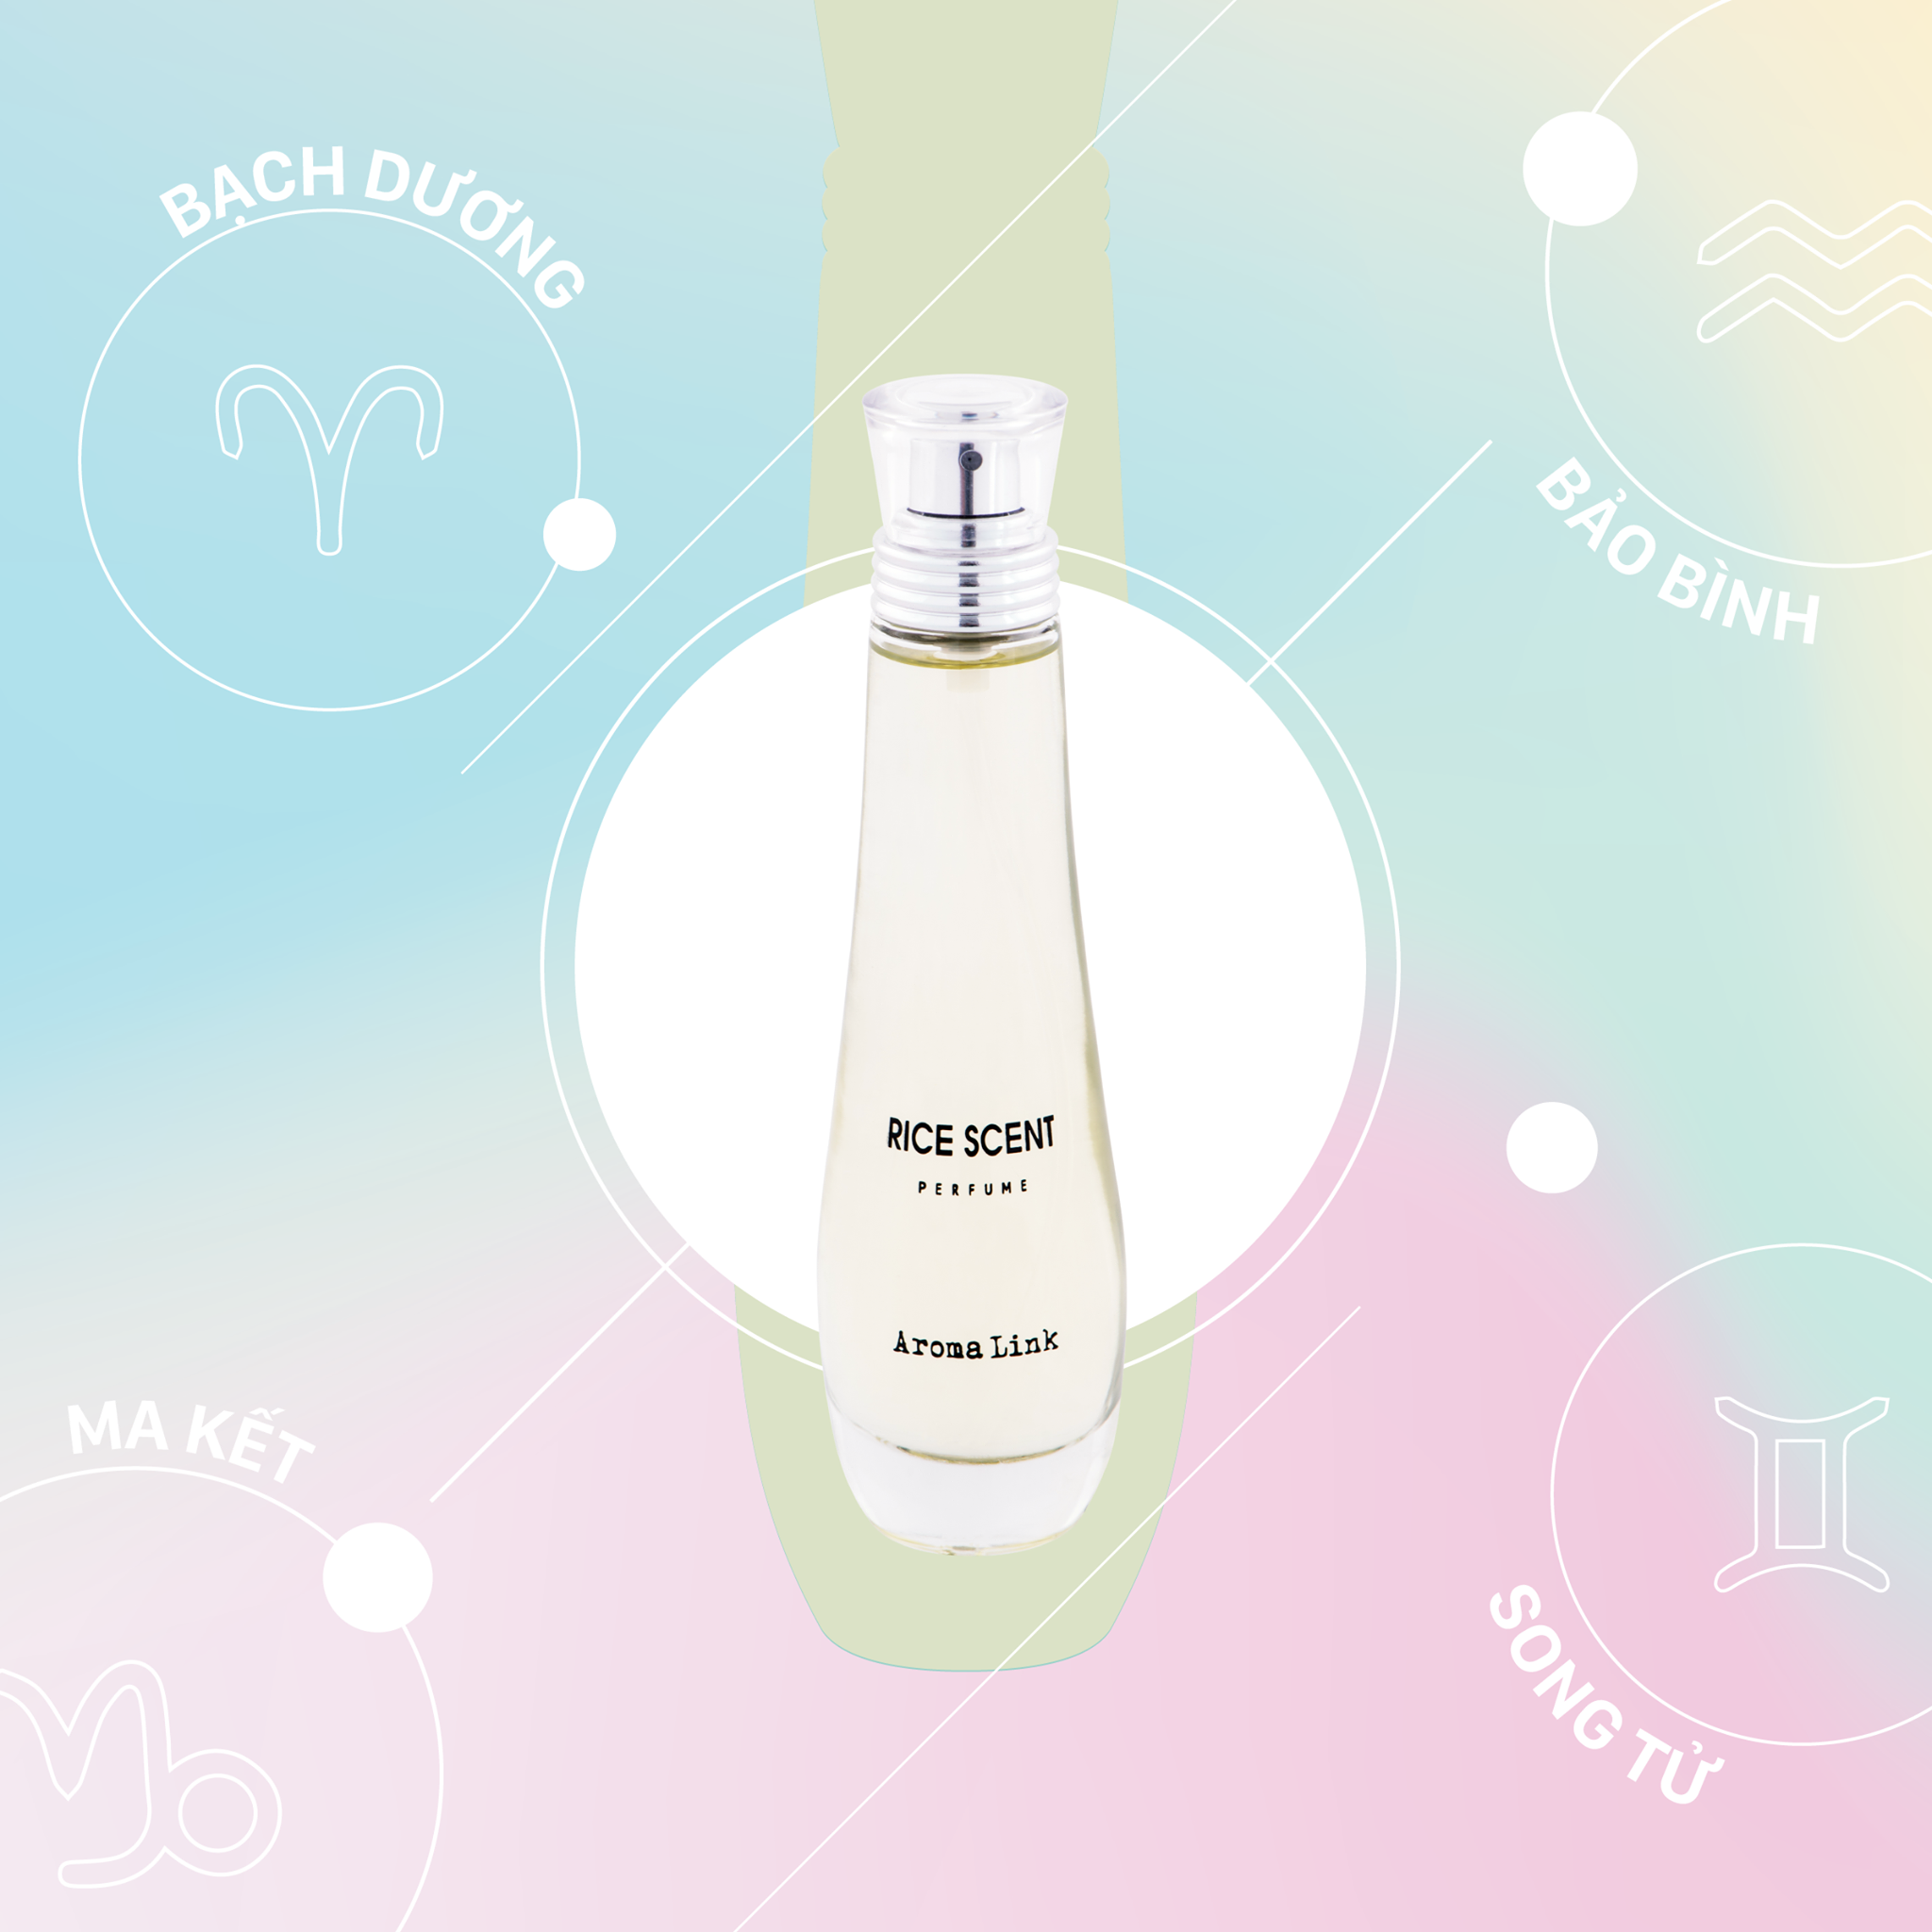 BẠCH DƯƠNG
BẢO BÌNH
RICE SCENT
PERFUME
Aroma Link
MA KẾT
SONG TỬ